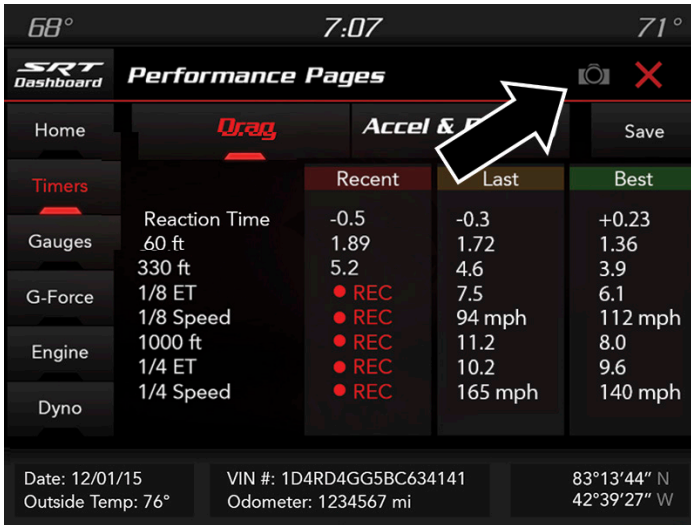 68° 7:07 71°
SRT Performance Pages
Dashboard
Home Drag Accel & Save
Timers Recent Last Best
Reaction Time -0.5 -0.3 +0.23
Gauges 60 ft 1.89 1.72 1.36
330 ft 5.2 4.6 3.9
G-Force 1/8 ET REC 7.5 6.1
1/8 Speed REC 94 mph 112 mph
Engine 1000 ft REC 11.2 8.0
1/4 ET REC 10.2 9.6
Dyno 1/4 Speed REC 165 mph 140 mph
Date: 12/01/15 VIN #: 1D4RD4GG5BC634141 83°13'44" N
Outside Temp: 76° Odometer: 1234567 mi 42°39'27" W